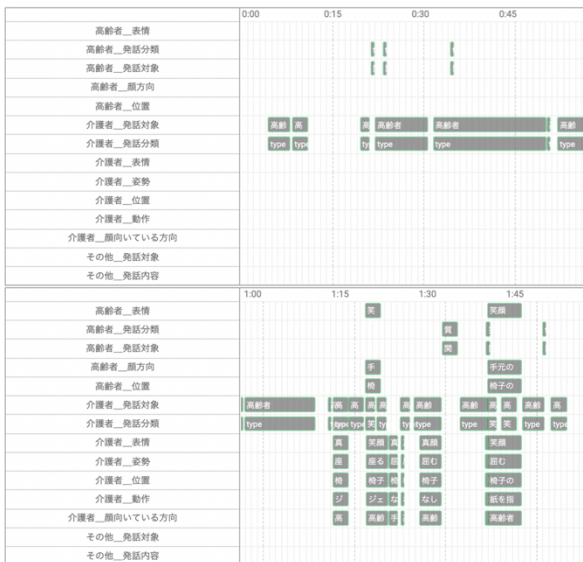 0:00 0:15 0:30 0:45
高齢者__表情
高齢者__発話分類
高齢者__発話対象
高齢者__顔方向
高齢者__位置
介護者__発話対象 高齢 高 高 高齢者 高齢者 高齢
介護者__発話分類 type type ty type type type
介護者__表情
介護者__姿勢
介護者__位置
介護者__動作
介護者__顔向いている方向
その他__発話対象
その他__発話内容
1:00 1:15 1:30 1:45
高齢者__表情 笑 笑顔
高齢者__発話分類 質
高齢者__発話対象 関
高齢者__顔方向 手 手元の
高齢者__位置 椅 椅子の
介護者__発話対象 高齢者 高 高 高 高 高 高齢 高齢 高 高 高齢 高齢
介護者__発話分類 type type type 笑 ty type type 笑 type type
介護者__表情 真 笑顔 真 真顔 笑顔
介護者__姿勢 座 座る 屈 屈む 屈む
介護者__位置 椅 椅子 椅 椅子 椅子の
介護者__動作 ジ ジェ な なし 紙を指
介護者__顔向いている方向 高 高齢 手 高齢 高齢者
その他__発話対象
その他__発話内容